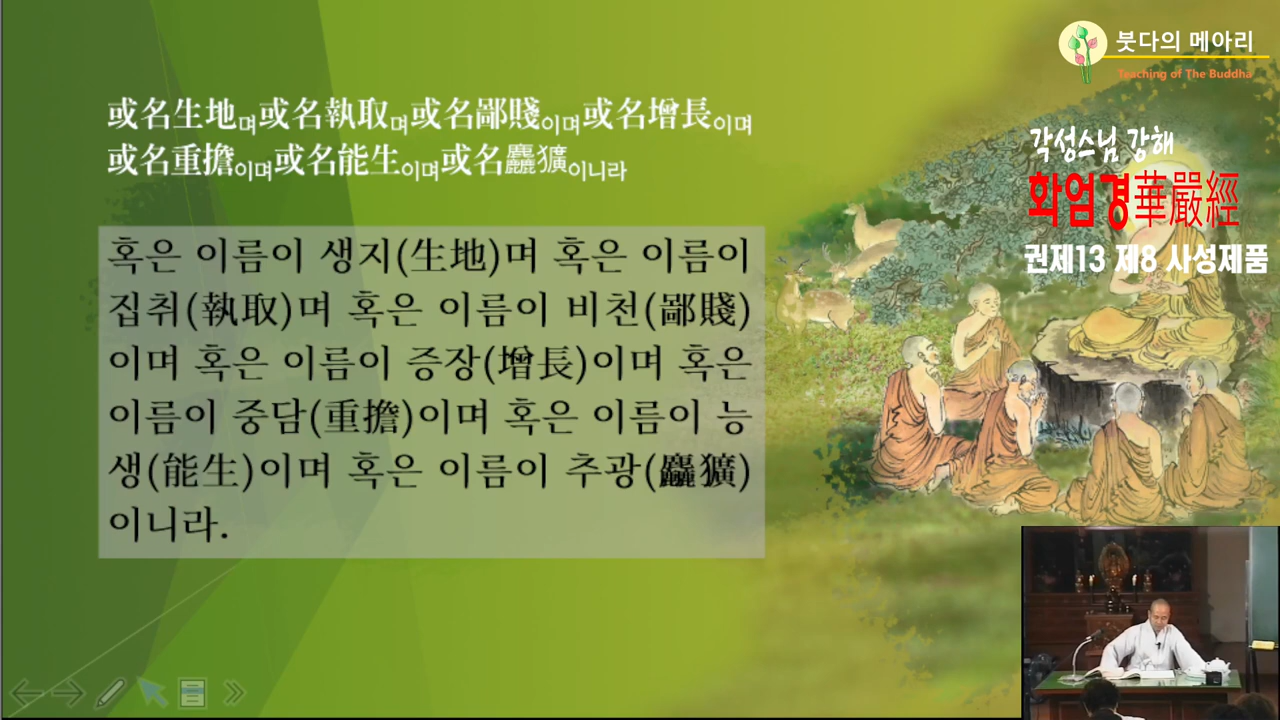 或名生地며或名執取며或名鄙賤이며或名增長이며
或名重擔이며或名能生이며或名麤獷이니라
혹은 이름이 생지(生地)며 혹은 이름이
집취(執取)며 혹은 이름이 비천(鄙賤)
이며 혹은 이름이 증장(增長)이며 혹은
이름이 중담(重擔)이며 혹은 이름이 능
생(能生)이며 혹은 이름이 추광(麤獷)
이니라.
붓다의 메아리
Teaching of The Buddha
각성스님 강해
화엄경華嚴經
권제13 제8 사성제품